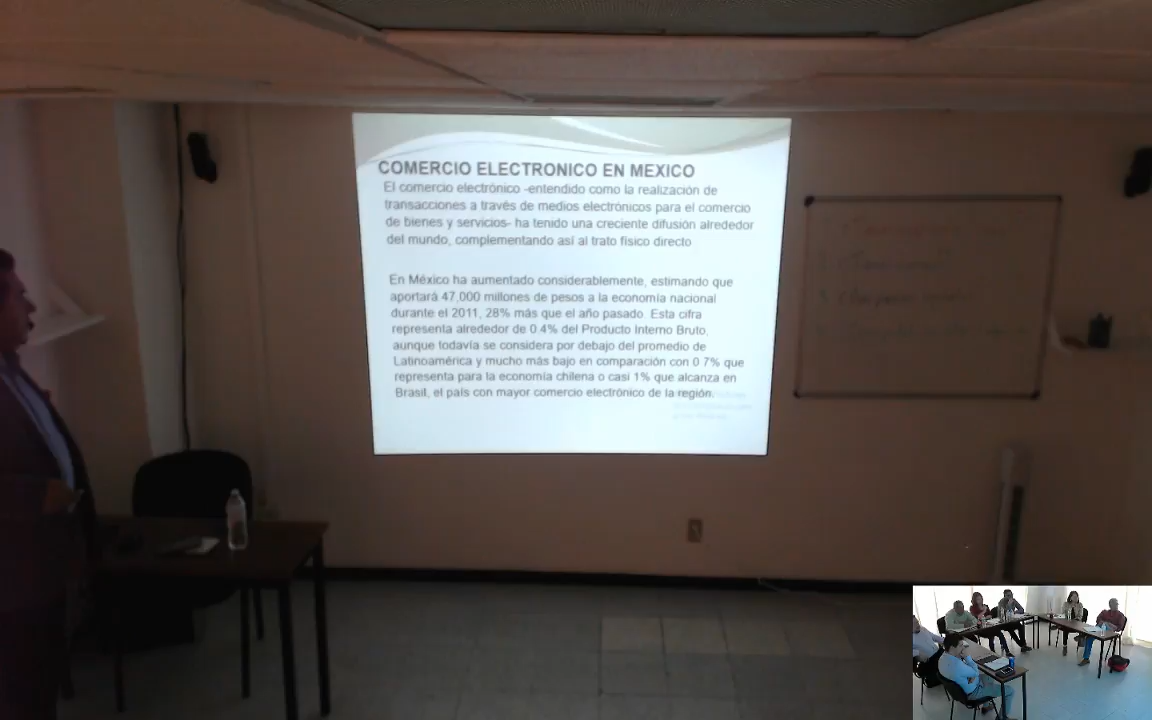 COMERCIO ELECTRONICO EN MEXICO
El comercio electrónico -entendido como la realización de
transacciones a través de medios electrónicos para el comercio
de bienes y servicios- ha tenido una creciente difusión alrededor
del mundo, complementando así al trato físico directo
En México ha aumentado considerablemente, estimando que
aportará 47,000 millones de pesos a la economía nacional
durante el 2011, 28% más que el año pasado. Esta cifra
representa alrededor de 0.4% del Producto Interno Bruto,
aunque todavía se considera por debajo del promedio de
Latinoamérica y mucho más bajo en comparación con 0.7% que
representa para la economía chilena o casi 1% que alcanza en
Brasil, el país con mayor comercio electrónico de la región.